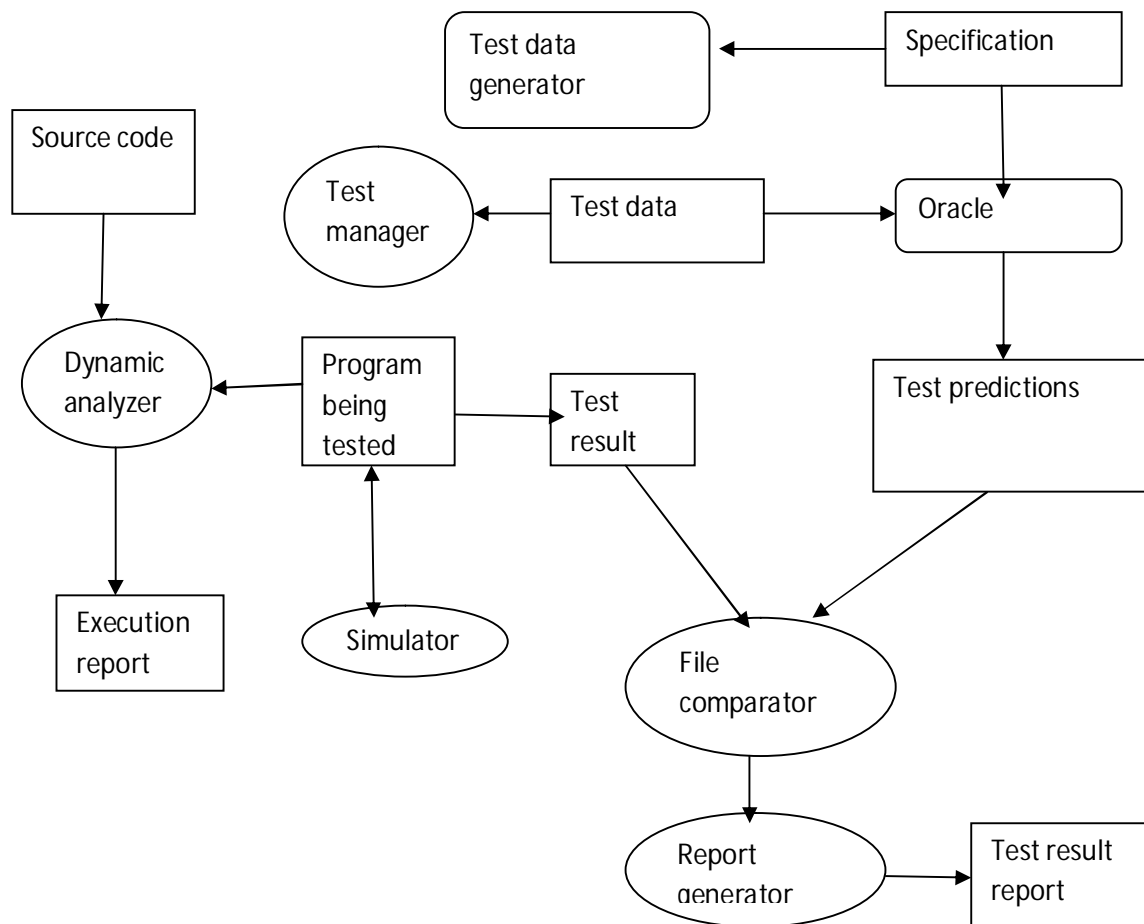 Test data
generator
Specification
Source code
Test
manager
Test data
Oracle
Dynamic
analyzer
Program
being
tested
Test
result
Test predictions
Execution
report
Simulator
File
comparator
Report
generator
Test result
report